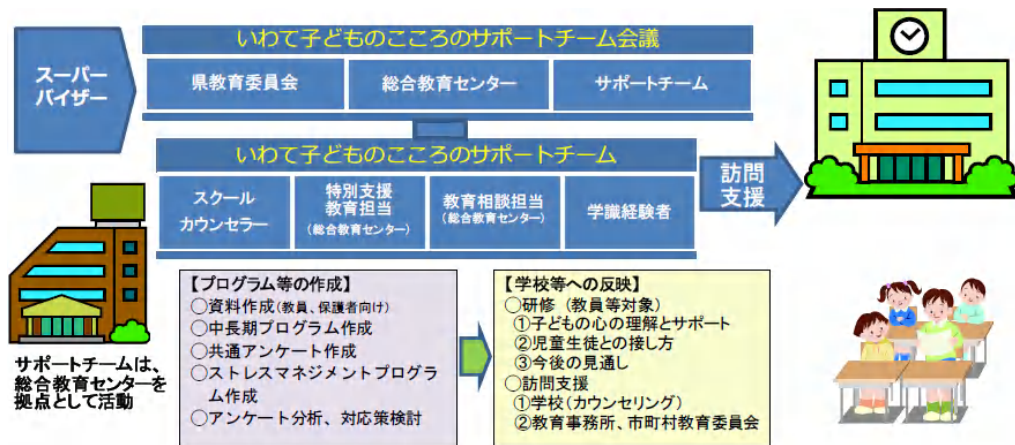 いわて子どものこころのサポートチーム会議
スーパー
バイザー
県教育委員会
総合教育センター
サポートチーム
いわて子どものこころのサポートチーム
スクール
カウンセラー
特別支援
教育担当
(総合教育センター)
教育相談担当
(総合教育センター)
学識経験者
訪問
支援
サポートチームは、
総合教育センターを
拠点として活動
【プログラム等の作成】
○資料作成(教員、保護者向け)
○中長期プログラム作成
○共通アンケート作成
○ストレスマネジメントプログラ
ム作成
○アンケート分析、対応策検討
【学校等への反映】
○研修（教員等対象）
①子どもの心の理解とサポート
②児童生徒との接し方
③今後の見通し
○訪問支援
①学校(カウンセリング)
②教育事務所、市町村教育委員会